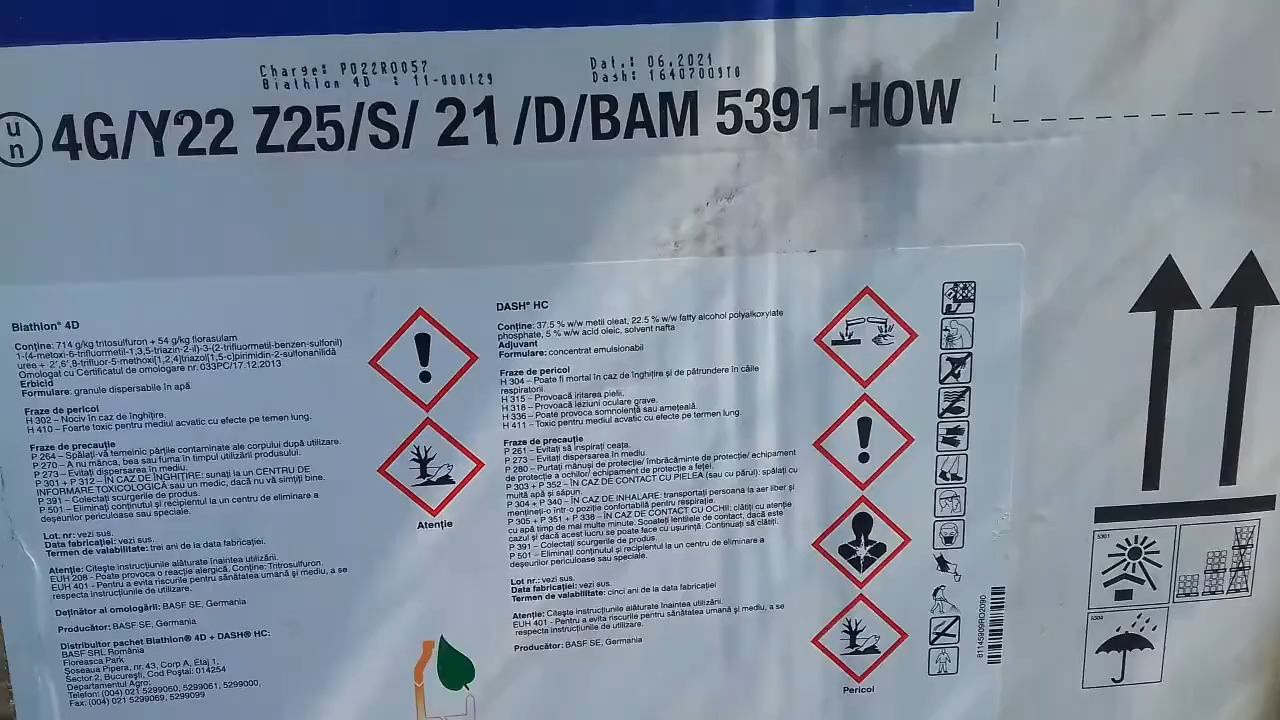 Charge: P022R0057
Biathlon 4D : 11-000129
Dat.: 06.2021
Dash: 16407009T0
un 4G/Y22 Z25/S/ 21 /D/BAM 5391-HOW
Biathlon® 4D
Conține: 714 g/kg tritosulfuron + 54 g/kg florasulam
1-(4-metoxi-6-trifluormetil-1,3,5-triazin-2-il)-3-(2-trifluormetil-benzen-sulfonil)
uree + 2',6',8-trifluor-5-methoxi[1,2,4]triazol[1,5-c]pirimidin-2-sulfonanilidă
Omologat cu Certificatul de omologare nr.033PC/17.12.2013
Erbicid
Formulare: granule dispersabile în apă
Fraze de pericol
H 302 – Nociv în caz de înghițire.
H 410 – Foarte toxic pentru mediul acvatic cu efecte pe temen lung.
Fraze de precauție
P 264 – Spălați-vă temeinic părțile contaminate ale corpului după utilizare.
P 270 – A nu mânca, bea sau fuma în timpul utilizării produsului.
P 273 – Evitați dispersarea în mediu.
P 301 + P 312 – ÎN CAZ DE ÎNGHIȚIRE: sunați la un CENTRU DE
INFORMARE TOXICOLOGICĂ sau un medic, dacă nu vă simțiți bine.
P 391 – Colectați scurgerile de produs.
P 501 – Eliminați conținutul și recipientul la un centru de eliminare a
deșeurilor periculoase sau speciale.
Lot. nr.: vezi sus.
Data fabricației: vezi sus.
Termen de valabilitate: trei ani de la data fabricației.
Atenție: Citește instrucțiunile alăturate înaintea utilizării.
EUH 208 - Poate provoca o reacție alergică. Conține: Tritrosulfuron.
EUH 401 - Pentru a evita riscurile pentru sănătatea umană și mediu, a se
respecta instrucțiunile de utilizare.
Deținător al omologării: BASF SE, Germania
Producător: BASF SE, Germania
Distribuitor pachet Biathlon® 4D + DASH® HC:
BASF SRL România
Floreasca Park
Șoseaua Pipera, nr. 43, Corp A, Etaj 1,
Sector 2, București, Cod Poștal: 014254
Departamentul Agro:
Telefon: (004) 021 5299060, 5299061, 5299000,
Fax: (004) 021 5299069, 5299099
Atenție
DASH® HC
Conține: 37.5 % w/w metil oleat, 22.5 % w/w fatty alcohol polyalkoxylate
phosphate, 5 % w/w acid oleic, solvent nafta
Adjuvant
Formulare: concentrat emulsionabil
Fraze de pericol
H 304 – Poate fi mortal în caz de înghițire și de pătrundere în căile
respiratorii.
H 315 – Provoacă iritarea pielii.
H 318 – Provoacă leziuni oculare grave.
H 336 – Poate provoca somnolență sau amețeală.
H 411 – Toxic pentru mediul acvatic cu efecte pe termen lung.
Fraze de precauție
P 261 – Evitați să inspirați ceața.
P 273 – Evitați dispersarea în mediu.
P 280 – Purtați mănuși de protecție/ îmbrăcăminte de protecție/ echipament
de protecție a ochilor/ echipament de protecție a feței.
P 303 + P 352 – ÎN CAZ DE CONTACT CU PIELEA (sau cu părul): spălați cu
multă apă și săpun.
P 304 + P 340 – ÎN CAZ DE INHALARE: transportați persoana la aer liber și
mențineți-o într-o poziție confortabilă pentru respirație.
P 305 + P 351 + P 338 – ÎN CAZ DE CONTACT CU OCHII: clătiți cu atenție
cu apă timp de mai multe minute. Scoateți lentilele de contact, dacă este
cazul și dacă acest lucru se poate face cu ușurință. Continuați să clătiți.
P 391 – Colectați scurgerile de produs.
P 501 – Eliminați conținutul și recipientul la un centru de eliminare a
deșeurilor periculoase sau speciale.
Lot nr.: vezi sus.
Data fabricației: vezi sus.
Termen de valabilitate: cinci ani de la data fabricației
Atenție: Citește instrucțiunile alăturate înaintea utilizării.
EUH 401 - Pentru a evita riscurile pentru sănătatea umană și mediu, a se
respecta instrucțiunile de utilizare.
Producător: BASF SE, Germania
Pericol
81145909RO2090
5301
5304